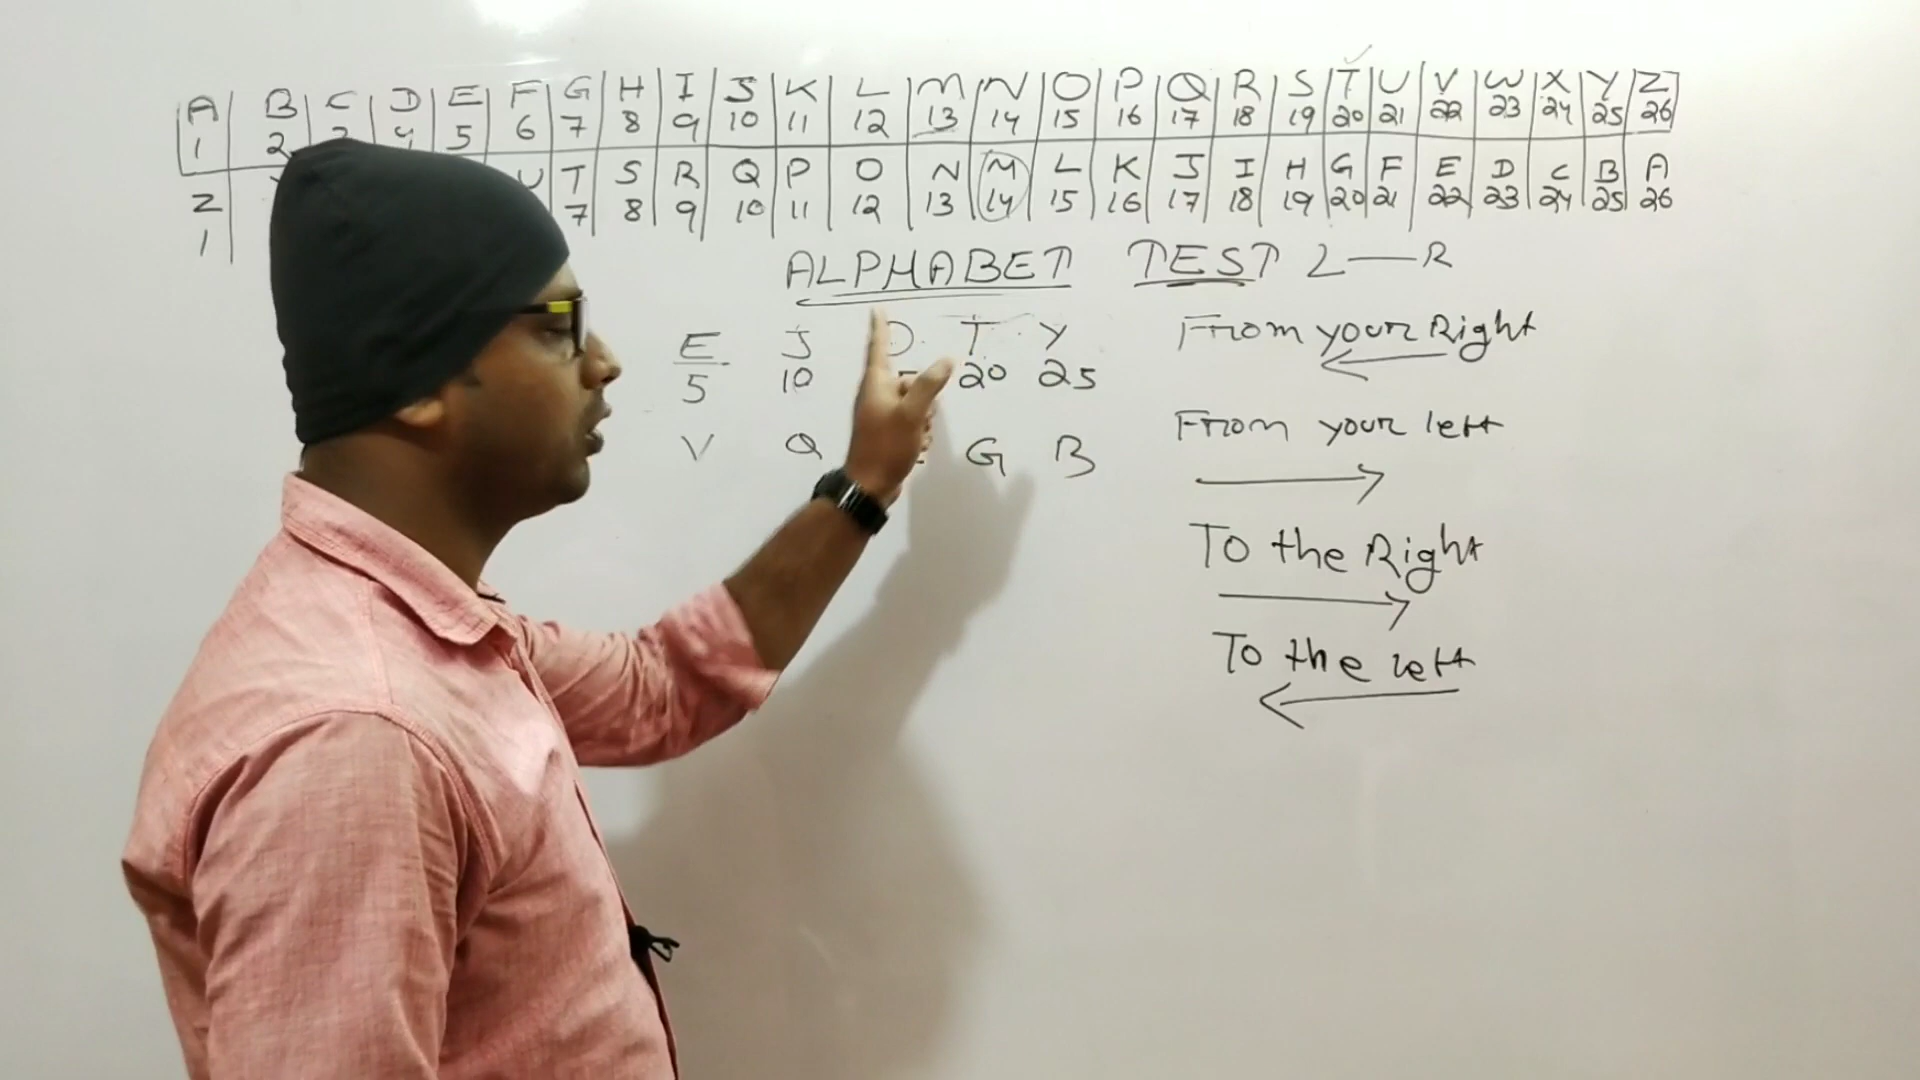 A B C D E F G H I J K L M N O P Q R S T U V W X Y Z
1 2 3 4 5 6 7 8 9 10 11 12 13 14 15 16 17 18 19 20 21 22 23 24 25 26
Z U T S R Q P O N M L K J I H G F E D C B A
1 7 8 9 10 11 12 13 14 15 16 17 18 19 20 21 22 23 24 25 26
ALPHABET TEST L—R
E J O T Y
5 10 20 25
V Q G B
From your Right
From your left
To the Right
To the left